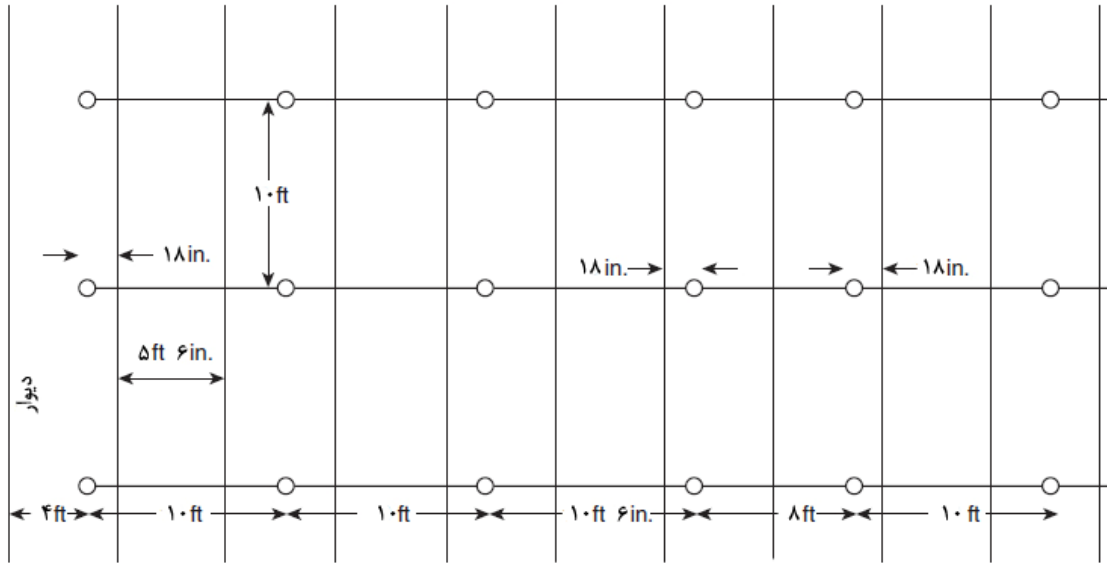 ۱۰ft
۱۸in.
۱۸in.
۱۸in.
۵ft ۶in.
دیوار
۴ft
۱۰ft
۱۰ft
۱۰ft ۶in.
۸ft
۱۰ ft